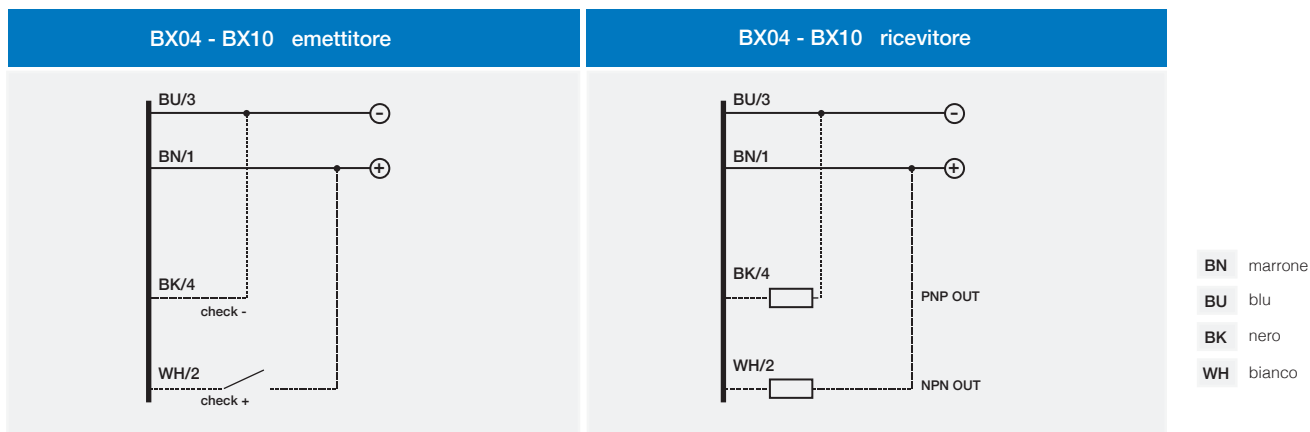 BX04 - BX10 emettitore
BU/3
-
BN/1
+
BK/4
check -
WH/2
check +
BX04 - BX10 ricevitore
BU/3
-
BN/1
+
BK/4
PNP OUT
WH/2
NPN OUT
BN marrone
BU blu
BK nero
WH bianco